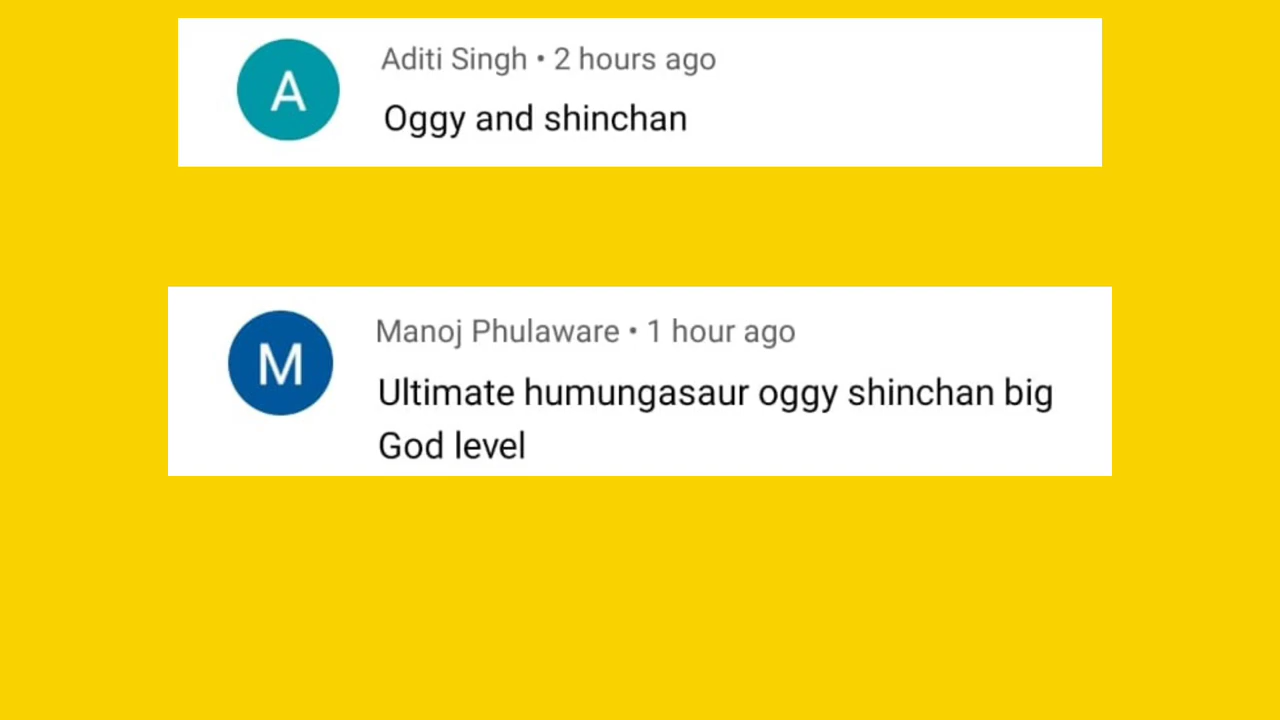 A
Aditi Singh • 2 hours ago
Oggy and shinchan
M
Manoj Phulaware • 1 hour ago
Ultimate humungasaur oggy shinchan big
God level